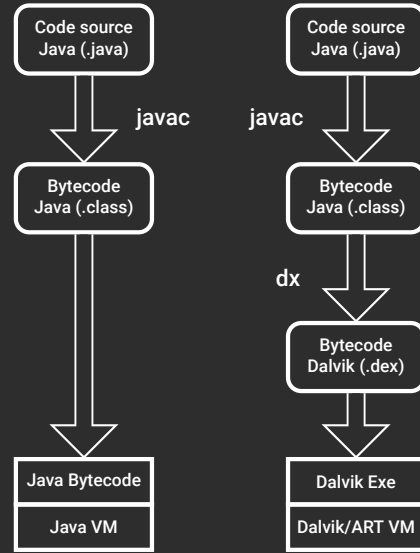 Code source
Java (.java)
Code source
Java (.java)
javac
javac
Bytecode
Java (.class)
Bytecode
Java (.class)
dx
Bytecode
Dalvik (.dex)
Java Bytecode
Dalvik Exe
Java VM
Dalvik/ART VM